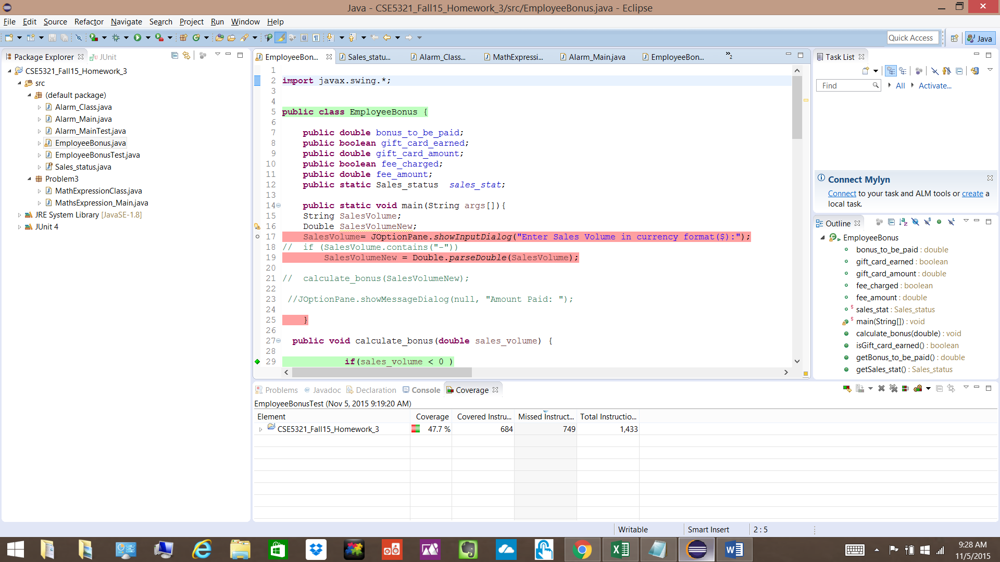 Java - CSE5321_Fall15_Homework_3/src/EmployeeBonus.java - Eclipse
File Edit Source Refactor Navigate Search Project Run Window Help
Quick Access
Java
Package Explorer
JUnit
CSE5321_Fall15_Homework_3
src
(default package)
Alarm_Class.java
Alarm_Main.java
Alarm_MainTest.java
EmployeeBonus.java
EmployeeBonusTest.java
Sales_status.java
Problem3
MathExpressionClass.java
MathsExpression_Main.java
JRE System Library [JavaSE-1.8]
JUnit 4
EmployeeBon... Sales_statu... Alarm_Class... MathExpressi... Alarm_Main.java EmployeeBon... »2
1
2 import javax.swing.*;
3
4
5 public class EmployeeBonus {
6
7 public double bonus_to_be_paid;
8 public boolean gift_card_earned;
9 public double gift_card_amount;
10 public boolean fee_charged;
11 public double fee_amount;
12 public static Sales_status  sales_stat;
13
14 public static void main(String args[]){
15 String SalesVolume;
16 Double SalesVolumeNew;
17 SalesVolume= JOptionPane.showInputDialog("Enter Sales Volume in currency format($):");
18 //  if (SalesVolume.contains("-"))
19 SalesVolumeNew = Double.parseDouble(SalesVolume);
20
21 //  calculate_bonus(SalesVolumeNew);
22
23 //JOptionPane.showMessageDialog(null, "Amount Paid: ");
24
25 }
26
27 public void calculate_bonus(double sales_volume) {
28
29 if(sales_volume < 0 )
Task List
Find
All
Activate...
Connect Mylyn
Connect to your task and ALM tools or create a
local task.
Outline
EmployeeBonus
bonus_to_be_paid : double
gift_card_earned : boolean
gift_card_amount : double
fee_charged : boolean
fee_amount : double
sales_stat : Sales_status
main(String[]) : void
calculate_bonus(double) : void
isGift_card_earned() : boolean
getBonus_to_be_paid() : double
getSales_stat() : Sales_status
Problems @ Javadoc Declaration Console Coverage
EmployeeBonusTest (Nov 5, 2015 9:19:20 AM)
Element Coverage Covered Instru... Missed Instruct... Total Instructio...
CSE5321_Fall15_Homework_3 47.7 % 684 749 1,433
Writable Smart Insert 2 : 5
9:28 AM
11/5/2015